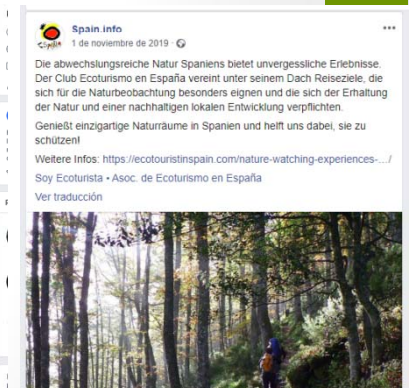 Spain.info
1 de noviembre de 2019
Die abwechslungsreiche Natur Spaniens bietet unvergessliche Erlebnisse.
Der Club Ecoturismo en España vereint unter seinem Dach Reiseziele, die
sich für die Naturbeobachtung besonders eignen und die sich der Erhaltung
der Natur und einer nachhaltigen lokalen Entwicklung verpflichten.
Genießt einzigartige Naturräume in Spanien und helft uns dabei, sie zu
schützen!
Weitere Infos: https://ecotouristinspain.com/nature-watching-experiences-.../
Soy Ecoturista • Asoc. de Ecoturismo en España
Ver traducción